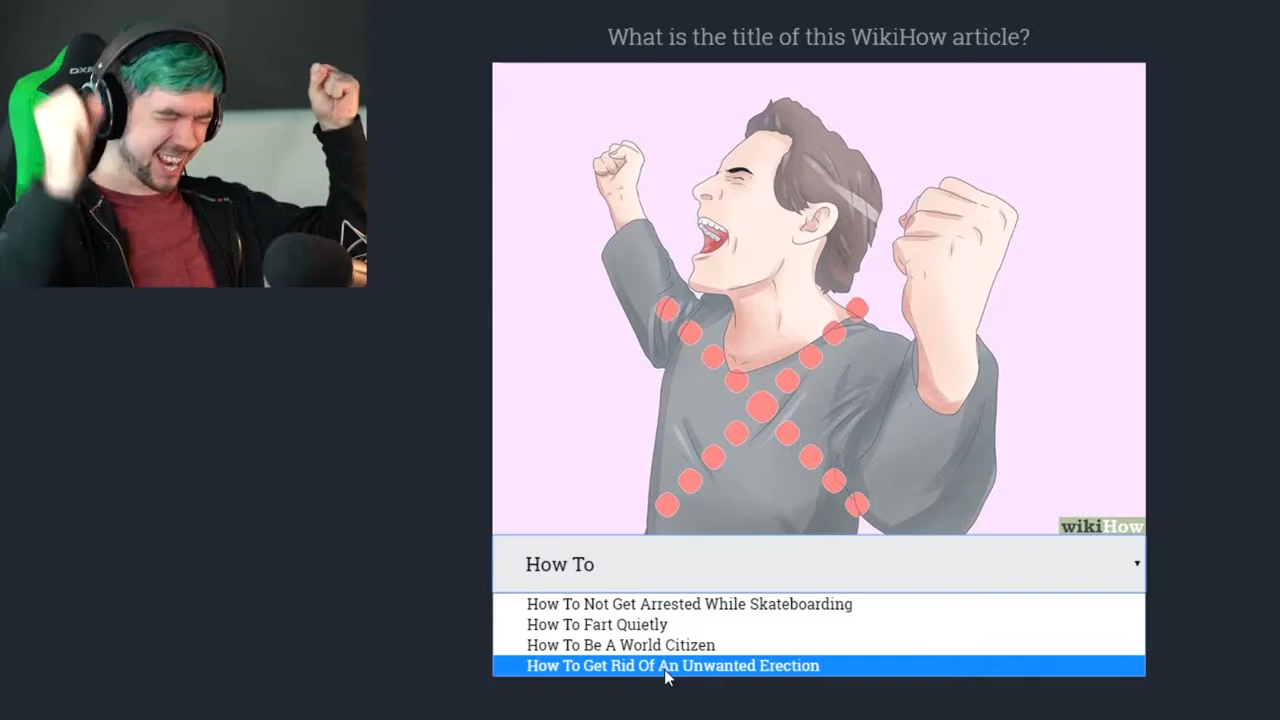 What is the title of this WikiHow article?
wikiHow
How To
How To Not Get Arrested While Skateboarding
How To Fart Quietly
How To Be A World Citizen
How To Get Rid Of An Unwanted Erection